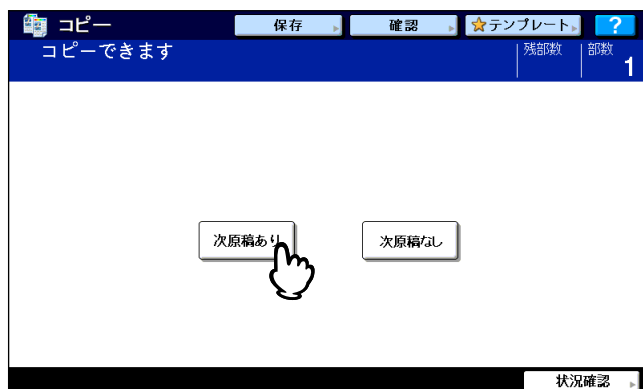 コピー 保存 確認 テンプレート ?
コピーできます 残部数 部数
1
次原稿あり 次原稿なし
状況確認